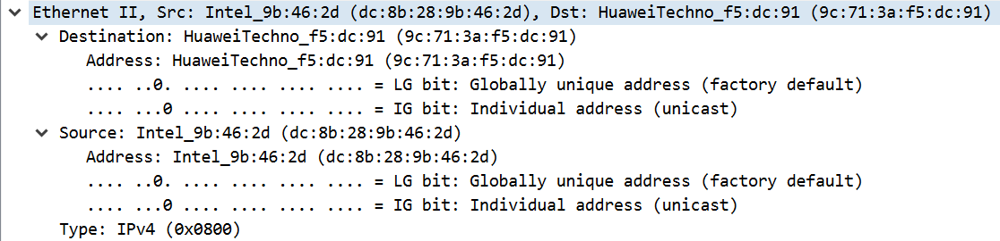 Ethernet II, Src: Intel_9b:46:2d (dc:8b:28:9b:46:2d), Dst: HuaweiTechno_f5:dc:91 (9c:71:3a:f5:dc:91)
Destination: HuaweiTechno_f5:dc:91 (9c:71:3a:f5:dc:91)
Address: HuaweiTechno_f5:dc:91 (9c:71:3a:f5:dc:91)
.... ..0. .... .... .... .... = LG bit: Globally unique address (factory default)
.... ...0 .... .... .... .... = IG bit: Individual address (unicast)
Source: Intel_9b:46:2d (dc:8b:28:9b:46:2d)
Address: Intel_9b:46:2d (dc:8b:28:9b:46:2d)
.... ..0. .... .... .... .... = LG bit: Globally unique address (factory default)
.... ...0 .... .... .... .... = IG bit: Individual address (unicast)
Type: IPv4 (0x0800)